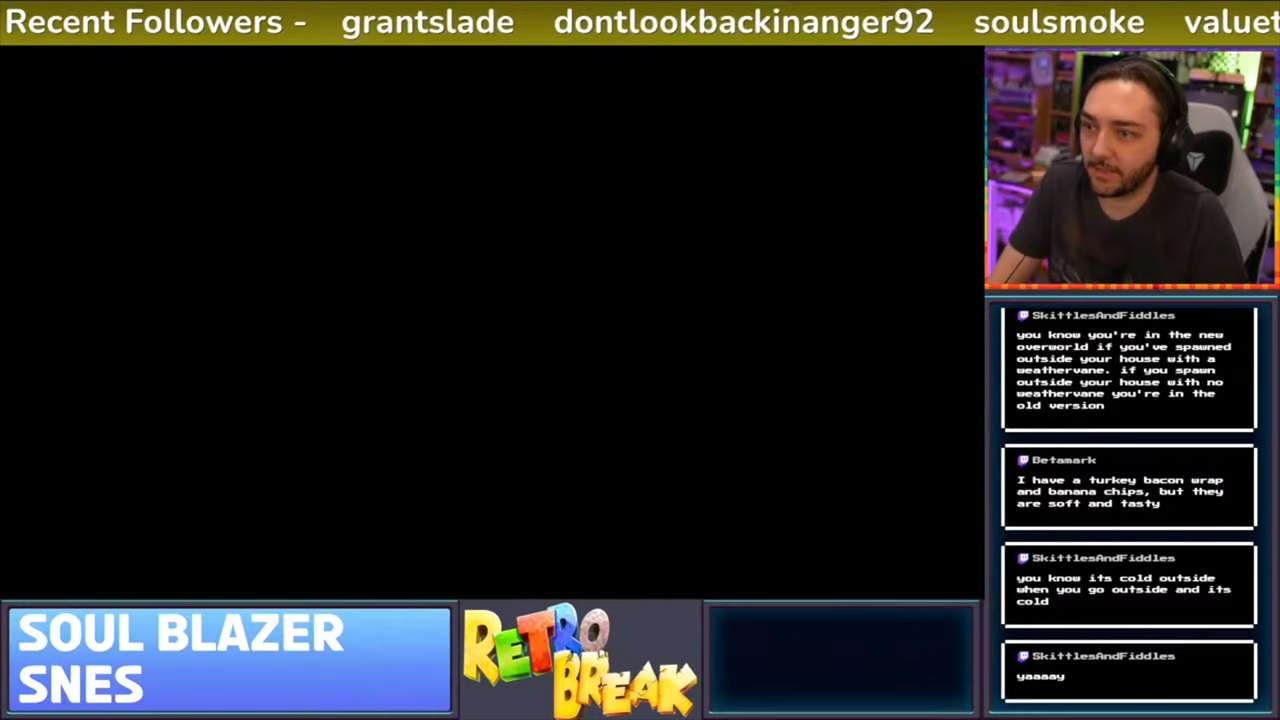 Recent Followers - grantslade dontlookbackinanger92 soulsmoke valuet
SkittlesAndFiddles
you know you're in the new
overworld if you've spawned
outside your house with a
weathervane. if you spawn
outside your house with no
weathervane you're in the
old version
Betamark
I have a turkey bacon wrap
and banana chips, but they
are soft and tasty
SkittlesAndFiddles
you know its cold outside
when you go outside and its
cold
SkittlesAndFiddles
yaaaay
SOUL BLAZER
SNES
RETRO
BREAK